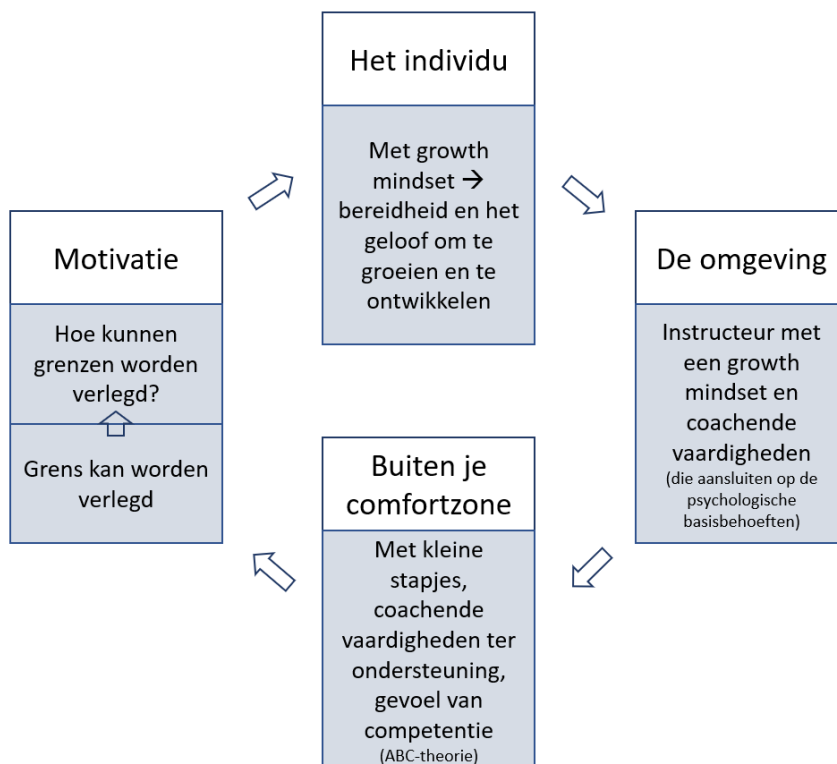 Het individu
Met growth
mindset →
bereidheid en het
geloof om te
groeien en te
ontwikkelen
De omgeving
Instructeur met
een growth
mindset en
coachende
vaardigheden
(die aansluiten op de
psychologische
basisbehoeften)
Buiten je
comfortzone
Met kleine
stapjes,
coachende
vaardigheden ter
ondersteuning,
gevoel van
competentie
(ABC-theorie)
Motivatie
Hoe kunnen
grenzen worden
verlegd?
Grens kan worden
verlegd